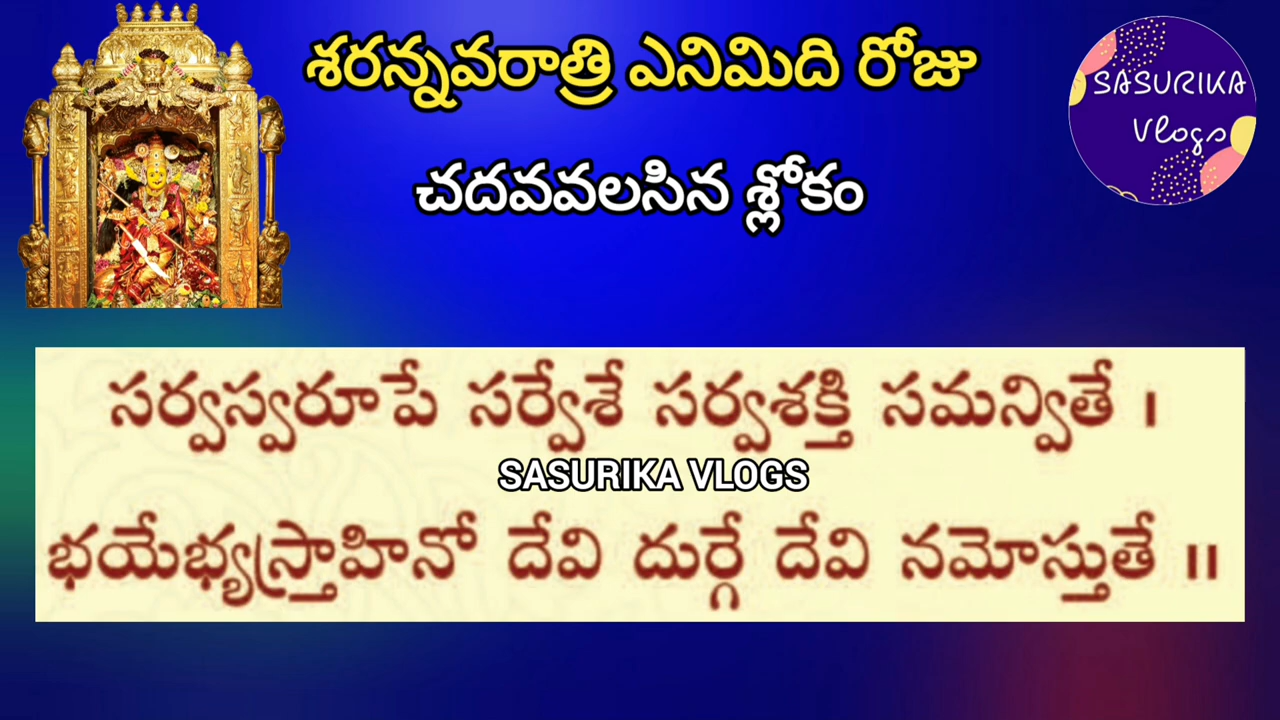 శరన్నవరాత్రి ఎనిమిది రోజు
SASURIKA
Vlogs
చదవవలసిన శ్లోకం
సర్వస్వరూపే సర్వేశే సర్వశక్తి సమన్వితే ।
SASURIKA VLOGS
భయేభ్యస్త్రాహినో దేవి దుర్గే దేవి నమోస్తుతే ॥